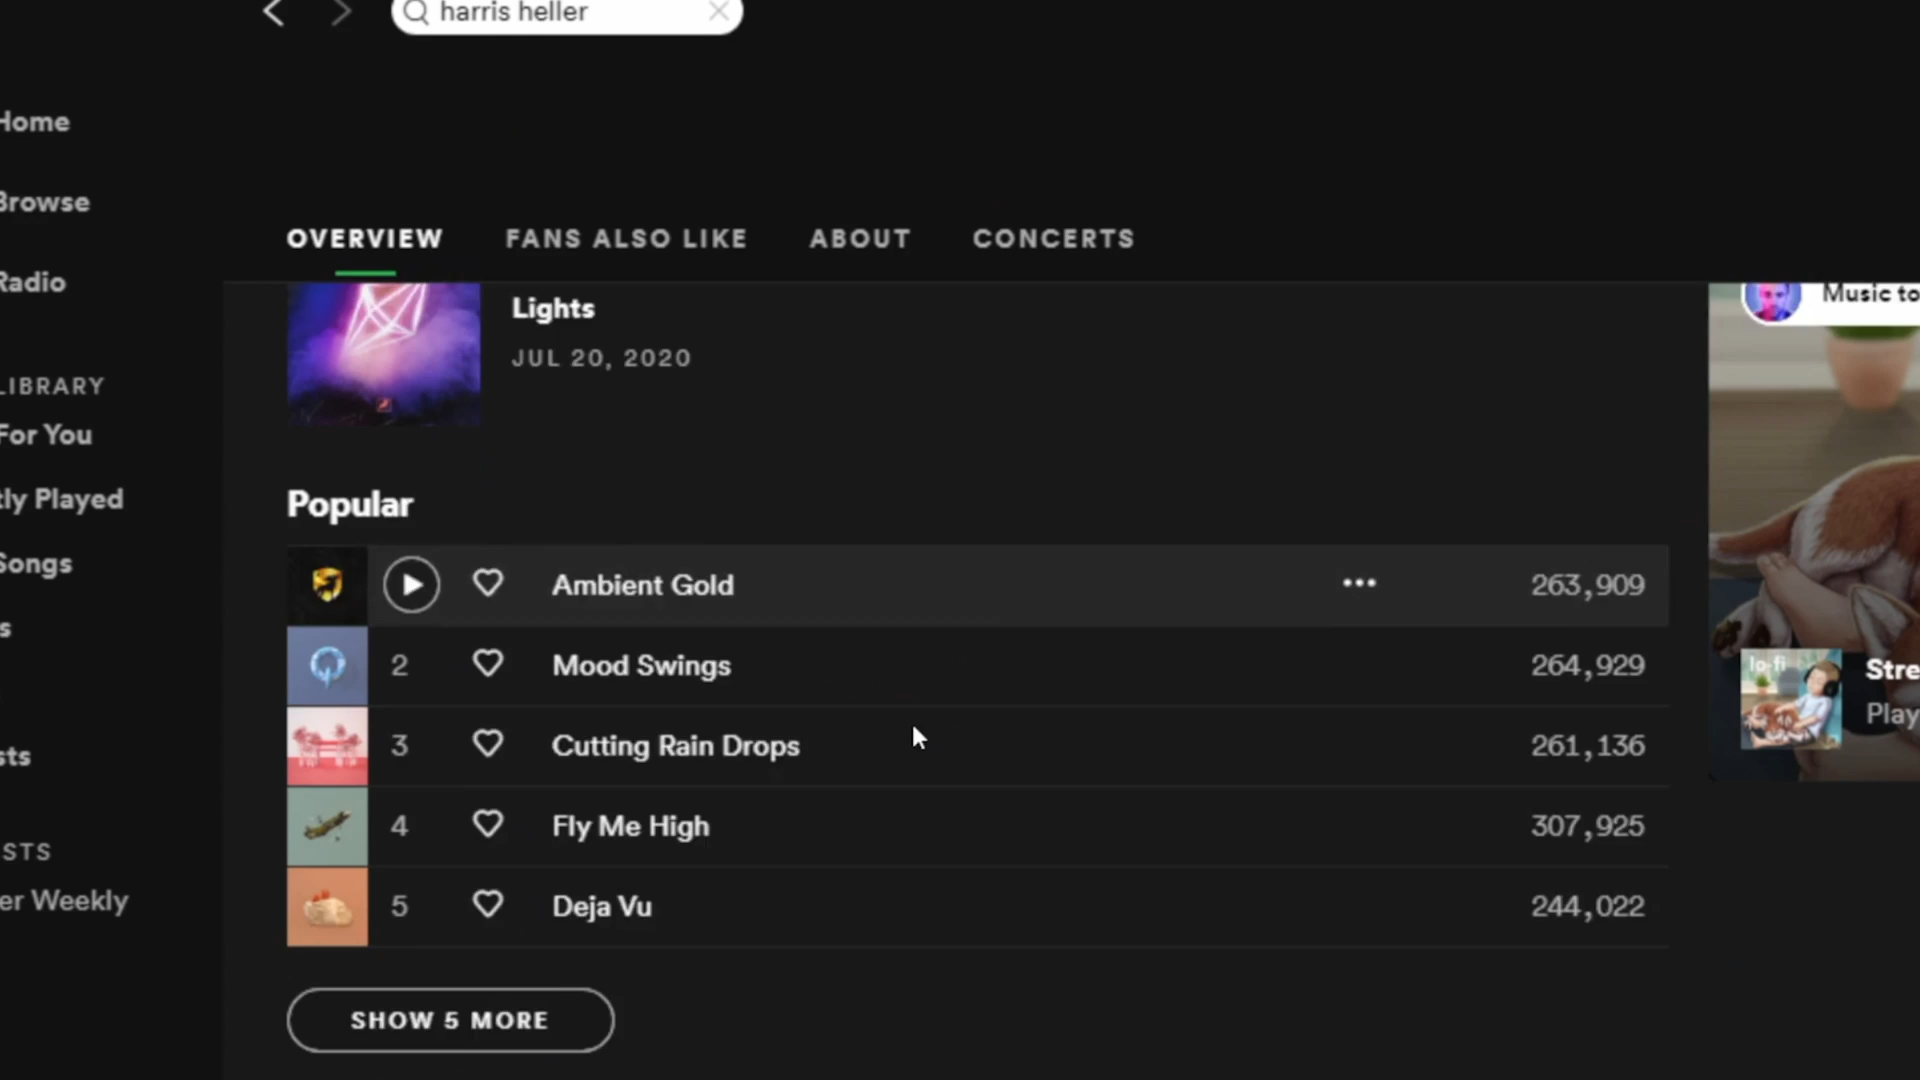 harris heller
Home
Browse
Radio
LIBRARY
For You
tly Played
Songs
s
sts
STS
er Weekly
OVERVIEW FANS ALSO LIKE ABOUT CONCERTS
Lights
JUL 20, 2020
Popular
Ambient Gold ••• 263,909
2 Mood Swings 264,929
3 Cutting Rain Drops 261,136
4 Fly Me High 307,925
5 Deja Vu 244,022
SHOW 5 MORE
Music to
lo-fi
Stre
Play